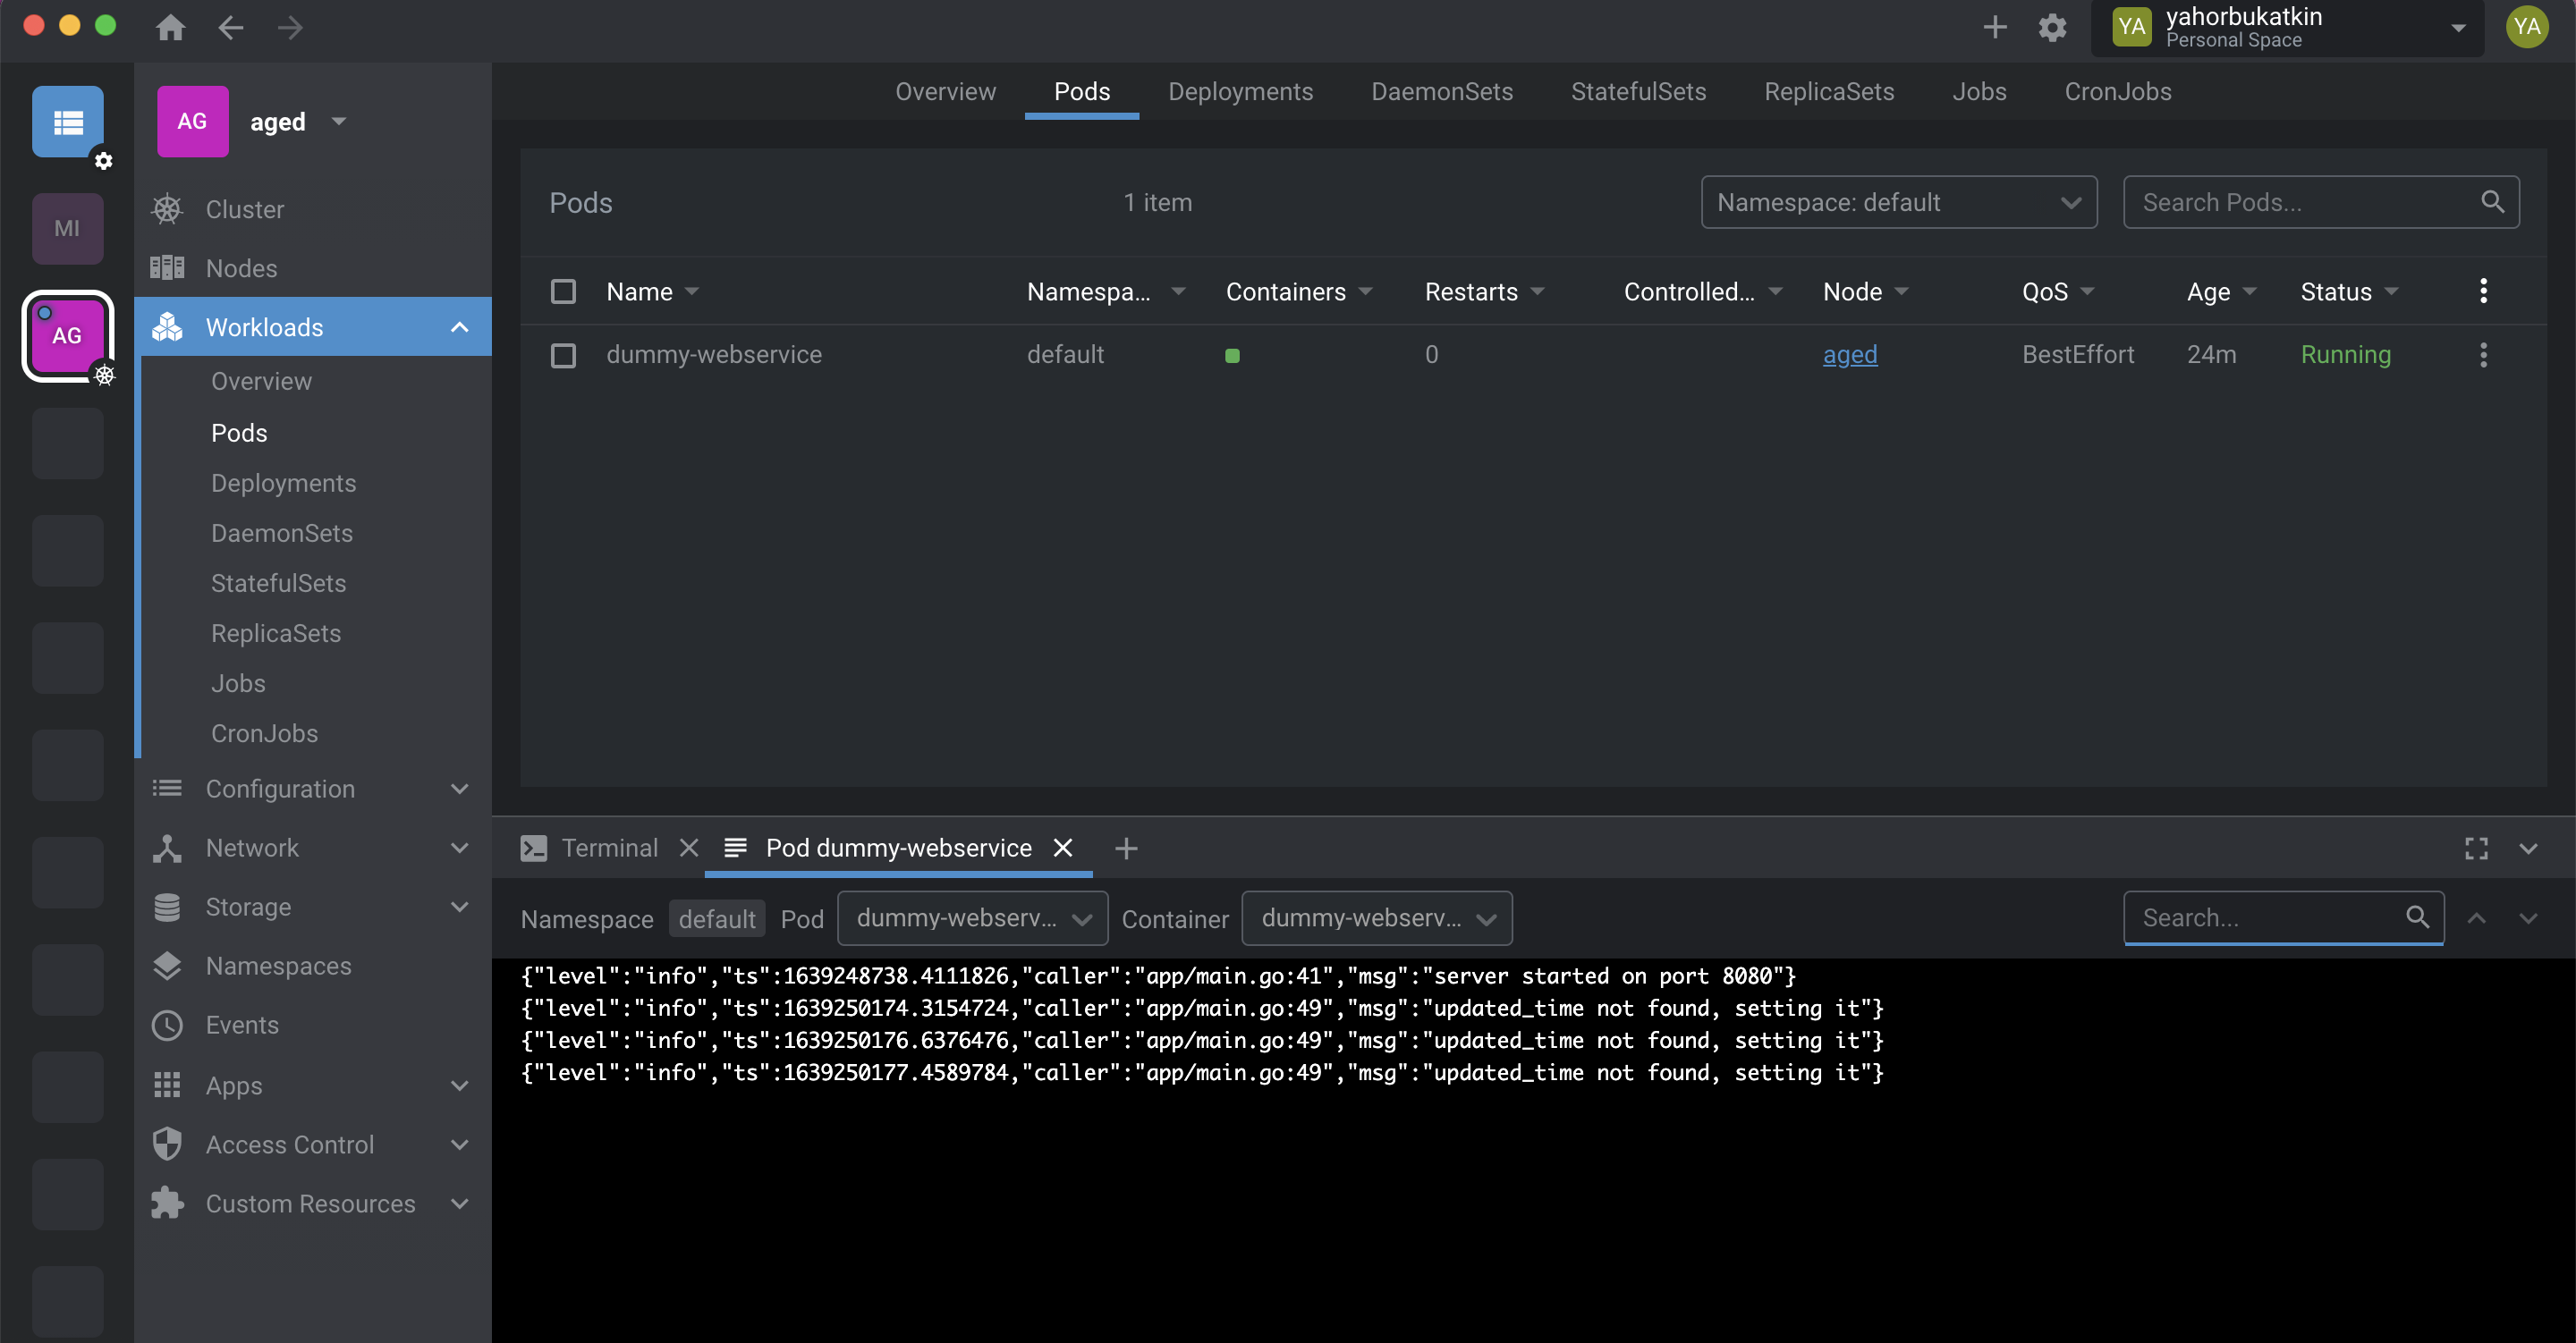 YA yahorbukatkin
Personal Space
YA
MI
AG
AG aged
Cluster
Nodes
Workloads
Overview
Pods
Deployments
DaemonSets
StatefulSets
ReplicaSets
Jobs
CronJobs
Configuration
Network
Storage
Namespaces
Events
Apps
Access Control
Custom Resources
Overview Pods Deployments DaemonSets StatefulSets ReplicaSets Jobs CronJobs
Pods 1 item Namespace: default Search Pods...
Name Namespa... Containers Restarts Controlled... Node QoS Age Status
dummy-webservice default 0 aged BestEffort 24m Running
Terminal Pod dummy-webservice
Namespace default Pod dummy-webserv... Container dummy-webserv... Search...
{"level":"info","ts":1639248738.4111826,"caller":"app/main.go:41","msg":"server started on port 8080"}
{"level":"info","ts":1639250174.3154724,"caller":"app/main.go:49","msg":"updated_time not found, setting it"}
{"level":"info","ts":1639250176.6376476,"caller":"app/main.go:49","msg":"updated_time not found, setting it"}
{"level":"info","ts":1639250177.4589784,"caller":"app/main.go:49","msg":"updated_time not found, setting it"}